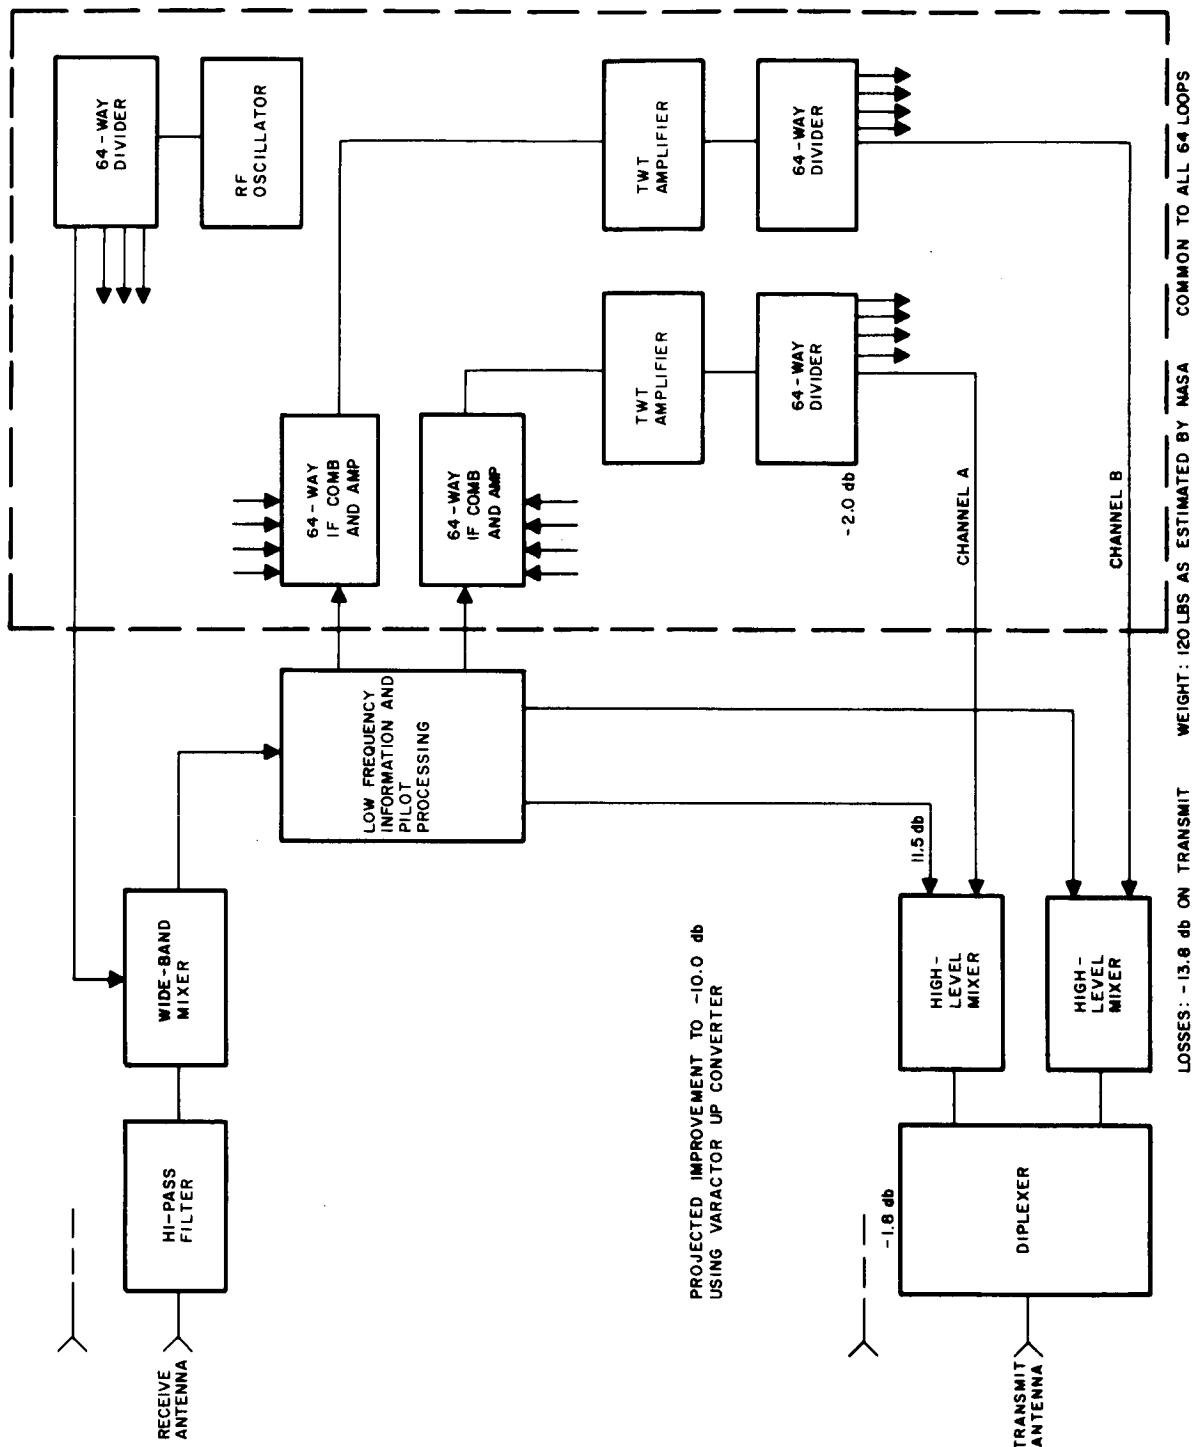 RECEIVE
ANTENNA
HI-PASS
FILTER
WIDE-BAND
MIXER
64-WAY
DIVIDER
RF
OSCILLATOR
LOW FREQUENCY
INFORMATION AND
PILOT
PROCESSING
64-WAY
IF COMB
AND AMP
64-WAY
IF COMB
AND AMP
TWT
AMPLIFIER
TWT
AMPLIFIER
64-WAY
DIVIDER
64-WAY
DIVIDER
-2.0 db
CHANNEL A
CHANNEL B
PROJECTED IMPROVEMENT TO -10.0 db
USING VARACTOR UP CONVERTER
11.5 db
HIGH-
LEVEL
MIXER
HIGH-
LEVEL
MIXER
-1.8 db
DIPLEXER
TRANSMIT
ANTENNA
LOSSES: -13.8 db ON TRANSMIT WEIGHT: 120 LBS AS ESTIMATED BY NASA COMMON TO ALL 64 LOOPS